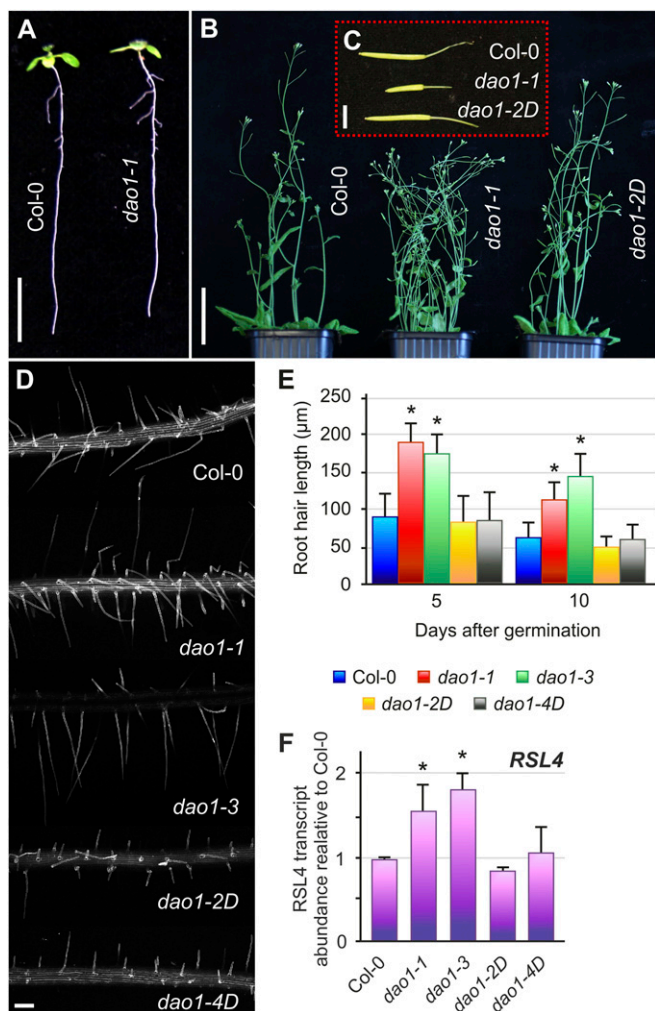 A
Col-0
dao1-1
B
Col-0
dao1-1
dao1-2D
C
Col-0
dao1-1
dao1-2D
D
Col-0
dao1-1
dao1-3
dao1-2D
dao1-4D
E
Root hair length (µm)
250
200
150
100
50
0
* * * *
5 10
Days after germination
Col-0 dao1-1 dao1-3
dao1-2D dao1-4D
F
RSL4
RSL4 transcript
abundance realative to Col-0
2
1
0
* *
Col-0 dao1-1 dao1-3 dao1-2D dao1-4D